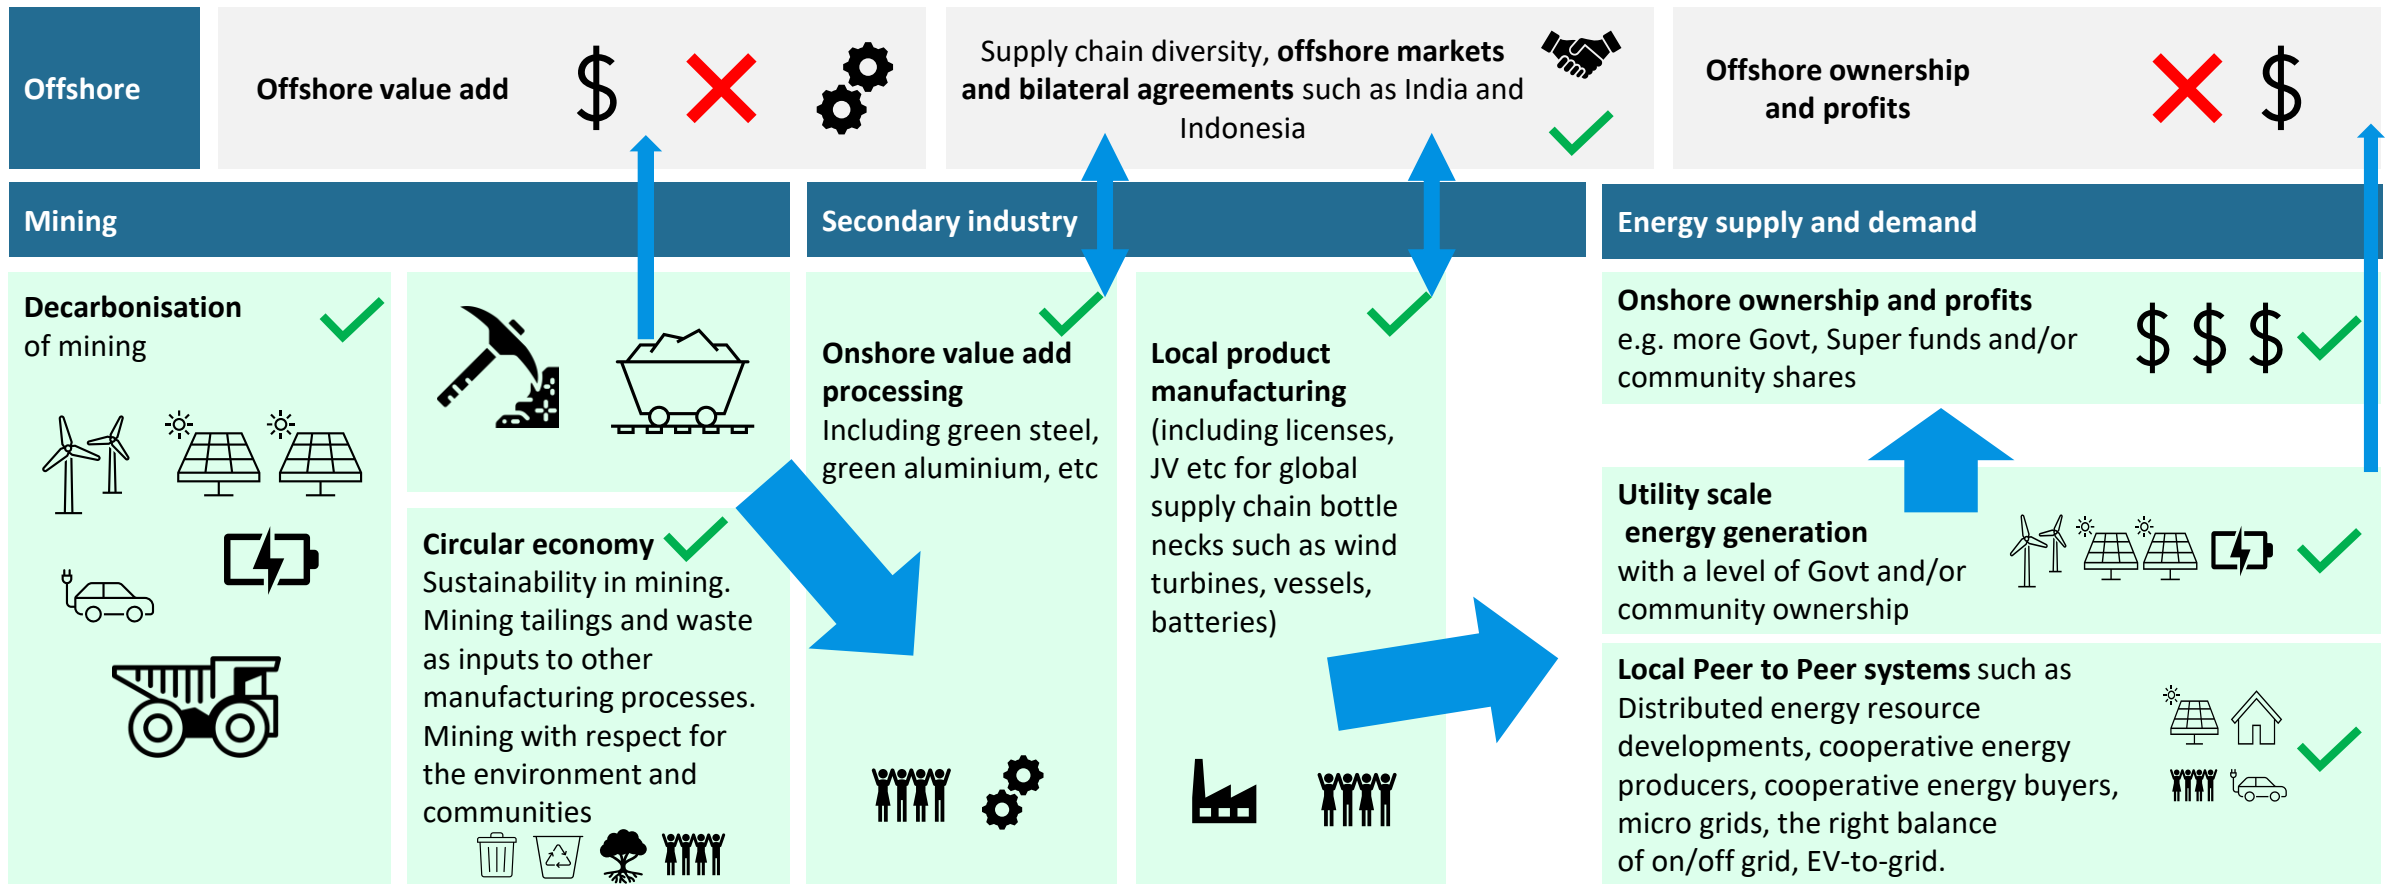 Offshore
Offshore value add
Supply chain diversity, offshore markets
and bilateral agreements such as India and
Indonesia
Offshore ownership
and profits
Mining
Secondary industry
Energy supply and demand
Decarbonisation
of mining
Circular economy
Sustainability in mining.
Mining tailings and waste
as inputs to other
manufacturing processes.
Mining with respect for
the environment and
communities
Onshore value add
processing
Including green steel,
green aluminium, etc
Local product
manufacturing
(including licenses,
JV etc for global
supply chain bottle
necks such as wind
turbines, vessels,
batteries)
Onshore ownership and profits
e.g. more Govt, Super funds and/or
community shares
Utility scale
energy generation
with a level of Govt and/or
community ownership
Local Peer to Peer systems such as
Distributed energy resource
developments, cooperative energy
producers, cooperative energy buyers,
micro grids, the right balance
of on/off grid, EV-to-grid.